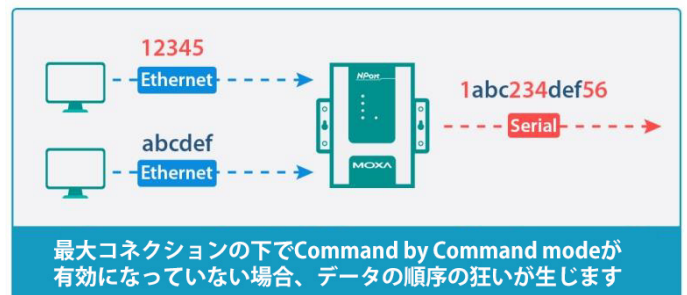 12345
Ethernet
abcdef
Ethernet
NPort
MOXA
1abc234def56
Serial
最大コネクションの下でCommand by Command modeが
有効になっていない場合、データの順序の狂いが生じます